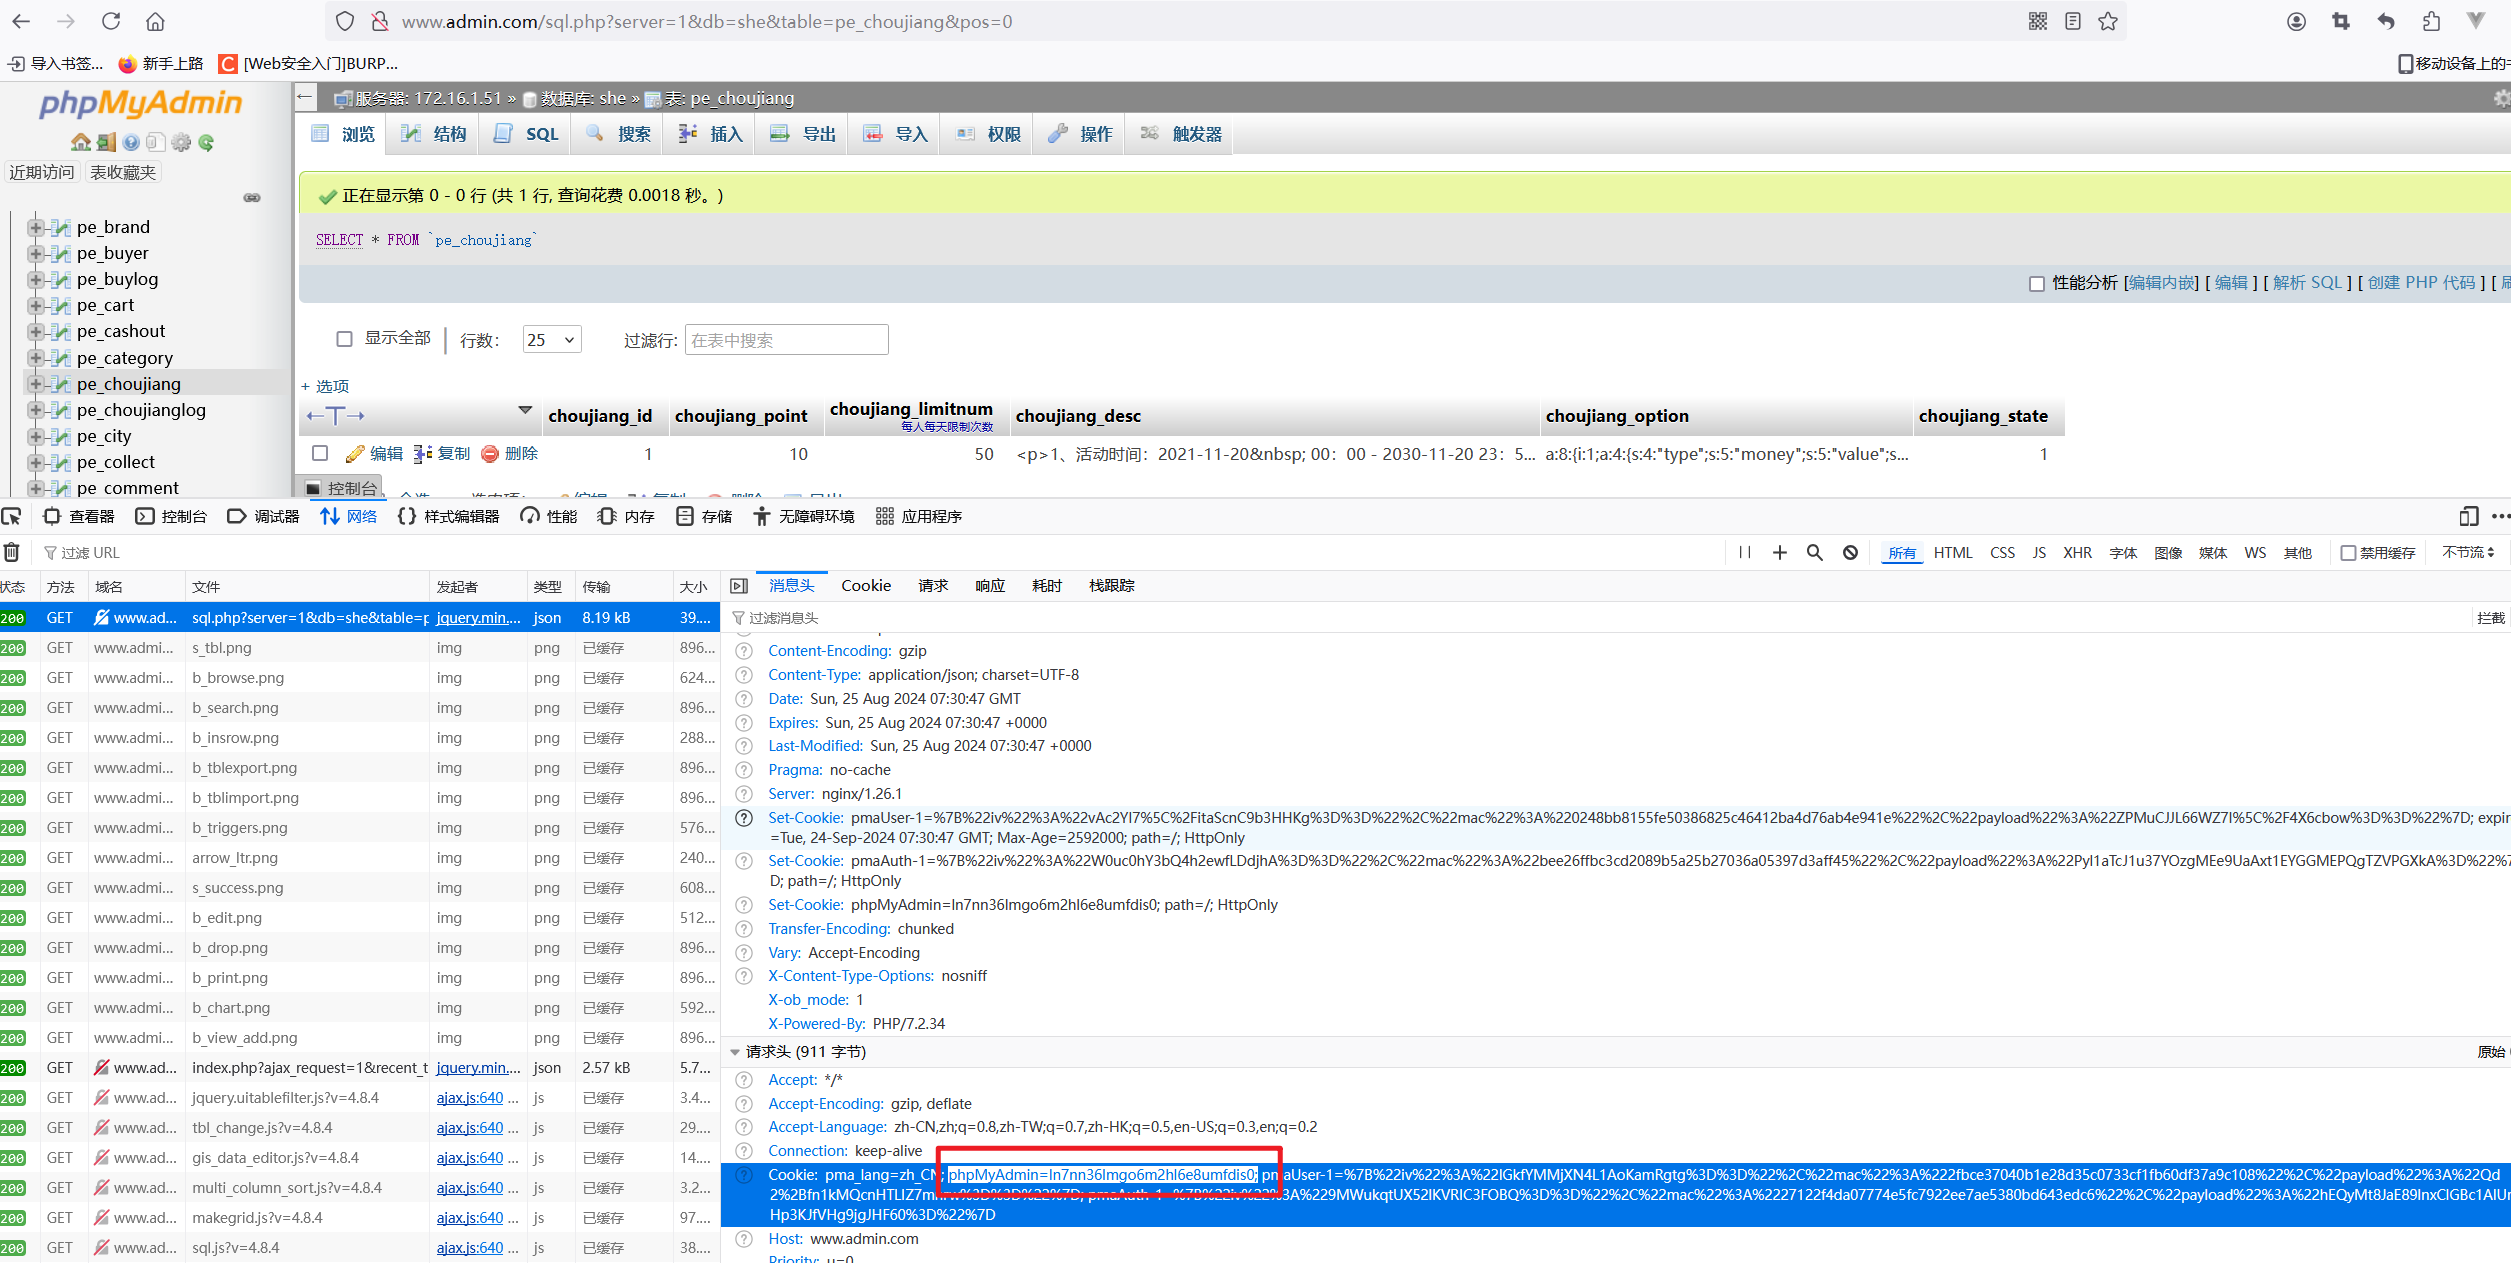 www.admin.com/sql.php?server=1&db=she&table=pe_choujiang&pos=0
导入书签... 新手上路 [Web安全入门]BURP...
phpMyAdmin
近期访问 表收藏夹
pe_brand
pe_buyer
pe_buylog
pe_cart
pe_cashout
pe_category
pe_choujiang
pe_choujianglog
pe_city
pe_collect
pe_comment
服务器: 172.16.1.51 » 数据库: she » 表: pe_choujiang
浏览 结构 SQL 搜索 插入 导出 导入 权限 操作 触发器
正在显示第 0 - 0 行 (共 1 行, 查询花费 0.0018 秒。)
SELECT * FROM `pe_choujiang`
性能分析 [编辑内嵌] [ 编辑 ] [ 解析 SQL ] [ 创建 PHP 代码 ] [
显示全部 行数: 25 过滤行: 在表中搜索
+ 选项
←T→ choujiang_id choujiang_point choujiang_limitnum choujiang_desc choujiang_option choujiang_state
每人每天限制次数
编辑 复制 删除 1 10 50 <p>1、活动时间：2021-11-20&nbsp; 00：00 - 2030-11-20 23：5... a:8:{i:1;a:4:{s:4:"type";s:5:"money";s:5:"value";s... 1
控制台
查看器 控制台 调试器 网络 样式编辑器 性能 内存 存储 无障碍环境 应用程序
过滤 URL 所有 HTML CSS JS XHR 字体 图像 媒体 WS 其他 禁用缓存 不节流
状态 方法 域名 文件 发起者 类型 传输 大小
200 GET www.ad... sql.php?server=1&db=she&table=p jquery.min.... json 8.19 kB 39....
200 GET www.admi... s_tbl.png img png 已缓存 896...
200 GET www.admi... b_browse.png img png 已缓存 624...
200 GET www.admi... b_search.png img png 已缓存 896...
200 GET www.admi... b_insrow.png img png 已缓存 288...
200 GET www.admi... b_tblexport.png img png 已缓存 896...
200 GET www.admi... b_tblimport.png img png 已缓存 896...
200 GET www.admi... b_triggers.png img png 已缓存 576...
200 GET www.admi... arrow_ltr.png img png 已缓存 240...
200 GET www.admi... s_success.png img png 已缓存 608...
200 GET www.admi... b_edit.png img png 已缓存 512...
200 GET www.admi... b_drop.png img png 已缓存 896...
200 GET www.admi... b_print.png img png 已缓存 896...
200 GET www.admi... b_chart.png img png 已缓存 592...
200 GET www.admi... b_view_add.png img png 已缓存 896...
200 GET www.ad... index.php?ajax_request=1&recent_t jquery.min.... json 2.57 kB 5.7...
200 GET www.ad... jquery.uitablefilter.js?v=4.8.4 ajax.js:640 ... js 已缓存 3.4...
200 GET www.ad... tbl_change.js?v=4.8.4 ajax.js:640 ... js 已缓存 29....
200 GET www.ad... gis_data_editor.js?v=4.8.4 ajax.js:640 ... js 已缓存 14....
200 GET www.ad... multi_column_sort.js?v=4.8.4 ajax.js:640 ... js 已缓存 3.2...
200 GET www.ad... makegrid.js?v=4.8.4 ajax.js:640 ... js 已缓存 97....
200 GET www.ad... sql.js?v=4.8.4 ajax.js:640 ... js 已缓存 38....
消息头 Cookie 请求 响应 耗时 栈跟踪
过滤消息头 拦截
Content-Encoding: gzip
Content-Type: application/json; charset=UTF-8
Date: Sun, 25 Aug 2024 07:30:47 GMT
Expires: Sun, 25 Aug 2024 07:30:47 +0000
Last-Modified: Sun, 25 Aug 2024 07:30:47 +0000
Pragma: no-cache
Server: nginx/1.26.1
Set-Cookie: pmaUser-1=%7B%22iv%22%3A%22vAc2Yl7%5C%2FitaScnC9b3HHKg%3D%3D%22%2C%22mac%22%3A%220248bb8155fe50386825c46412ba4d76ab4e941e%22%2C%22payload%22%3A%22ZPMuCJJL66WZ7l%5C%2F4X6cbow%3D%3D%22%7D; expir
=Tue, 24-Sep-2024 07:30:47 GMT; Max-Age=2592000; path=/; HttpOnly
Set-Cookie: pmaAuth-1=%7B%22iv%22%3A%22W0uc0hY3bQ4h2ewfLDdjhA%3D%3D%22%2C%22mac%22%3A%22bee26ffbc3cd2089b5a25b27036a05397d3aff45%22%2C%22payload%22%3A%22Pyl1aTcJ1u37YOzgMEe9UaAxt1EYGGMEPQgTZVPGXkA%3D%22%7
D; path=/; HttpOnly
Set-Cookie: phpMyAdmin=ln7nn36lmgo6m2hl6e8umfdis0; path=/; HttpOnly
Transfer-Encoding: chunked
Vary: Accept-Encoding
X-Content-Type-Options: nosniff
X-ob_mode: 1
X-Powered-By: PHP/7.2.34
请求头 (911 字节) 原始
Accept: */*
Accept-Encoding: gzip, deflate
Accept-Language: zh-CN,zh;q=0.8,zh-TW;q=0.7,zh-HK;q=0.5,en-US;q=0.3,en;q=0.2
Connection: keep-alive
Cookie: pma_lang=zh_CN; phpMyAdmin=ln7nn36lmgo6m2hl6e8umfdis0; pmaUser-1=%7B%22iv%22%3A%22lGkfYMMjXN4L1AoKamRgtg%3D%3D%22%2C%22mac%22%3A%222fbce37040b1e28d35c0733cf1fb60df37a9c108%22%2C%22payload%22%3A%22Qd
Hp3KJfVHg9jgJHF60%3D%22%7D
Host: www.admin.com